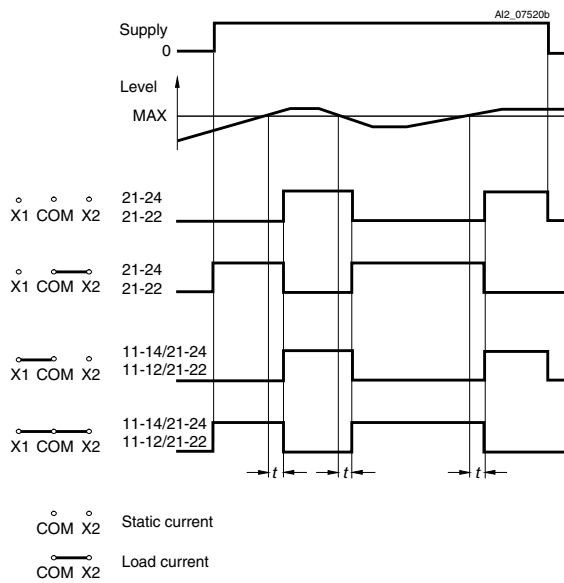 AI2_07520b
Supply
0
Level
MAX
X1 COM X2
21-24
21-22
X1 COM X2
21-24
21-22
X1 COM X2
11-14/21-24
11-12/21-22
X1 COM X2
11-14/21-24
11-12/21-22
t t t
COM X2 Static current
COM X2 Load current